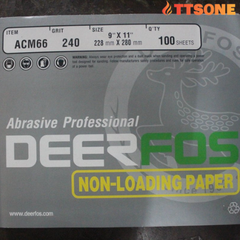 TTSONE
ITEM GRIT SIZE Q'TY
ACM66 240 9" X 11" 228 mm X 280 mm 100 SHEETS
Abrasive Professional
DEERFOS
NON-LOADING PAPER
www.deerfos.com